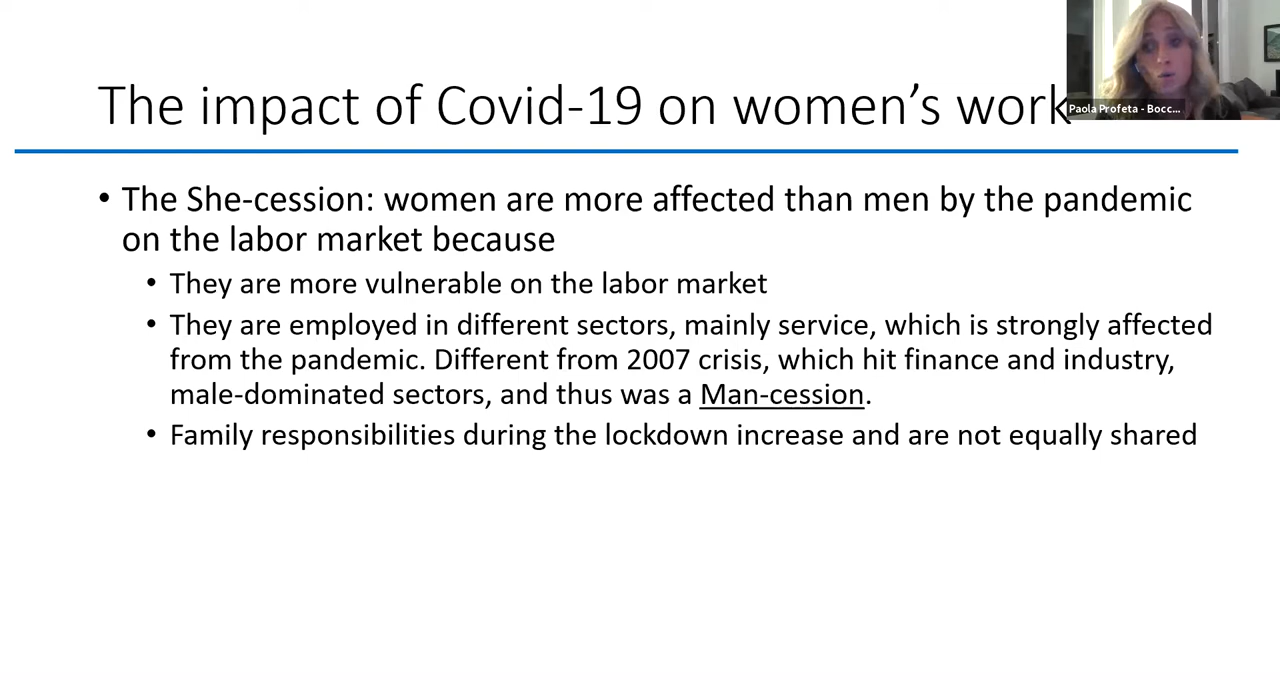 The impact of Covid-19 on women’s work
Paola Profeta - Bocc...
• The She-cession: women are more affected than men by the pandemic
on the labor market because
• They are more vulnerable on the labor market
• They are employed in different sectors, mainly service, which is strongly affected
from the pandemic. Different from 2007 crisis, which hit finance and industry,
male-dominated sectors, and thus was a Man-cession.
• Family responsibilities during the lockdown increase and are not equally shared